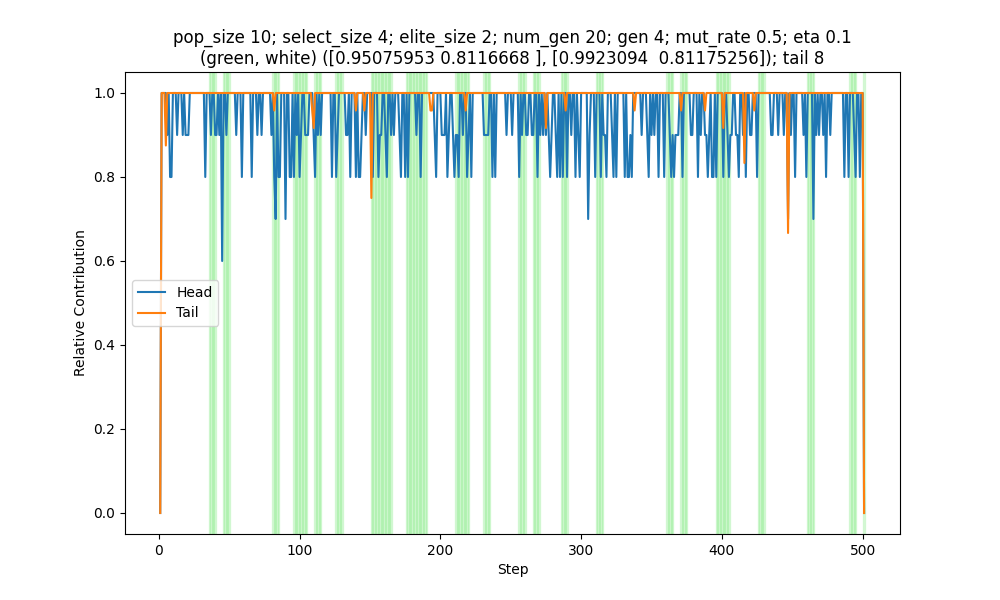 pop_size 10; select_size 4; elite_size 2; num_gen 20; gen 4; mut_rate 0.5; eta 0.1
(green, white) ([0.95075953 0.8116668 ], [0.9923094  0.81175256]); tail 8
1.0
0.8
0.6
0.4
0.2
0.0
Relative Contribution
Head
Tail
0 100 200 300 400 500
Step